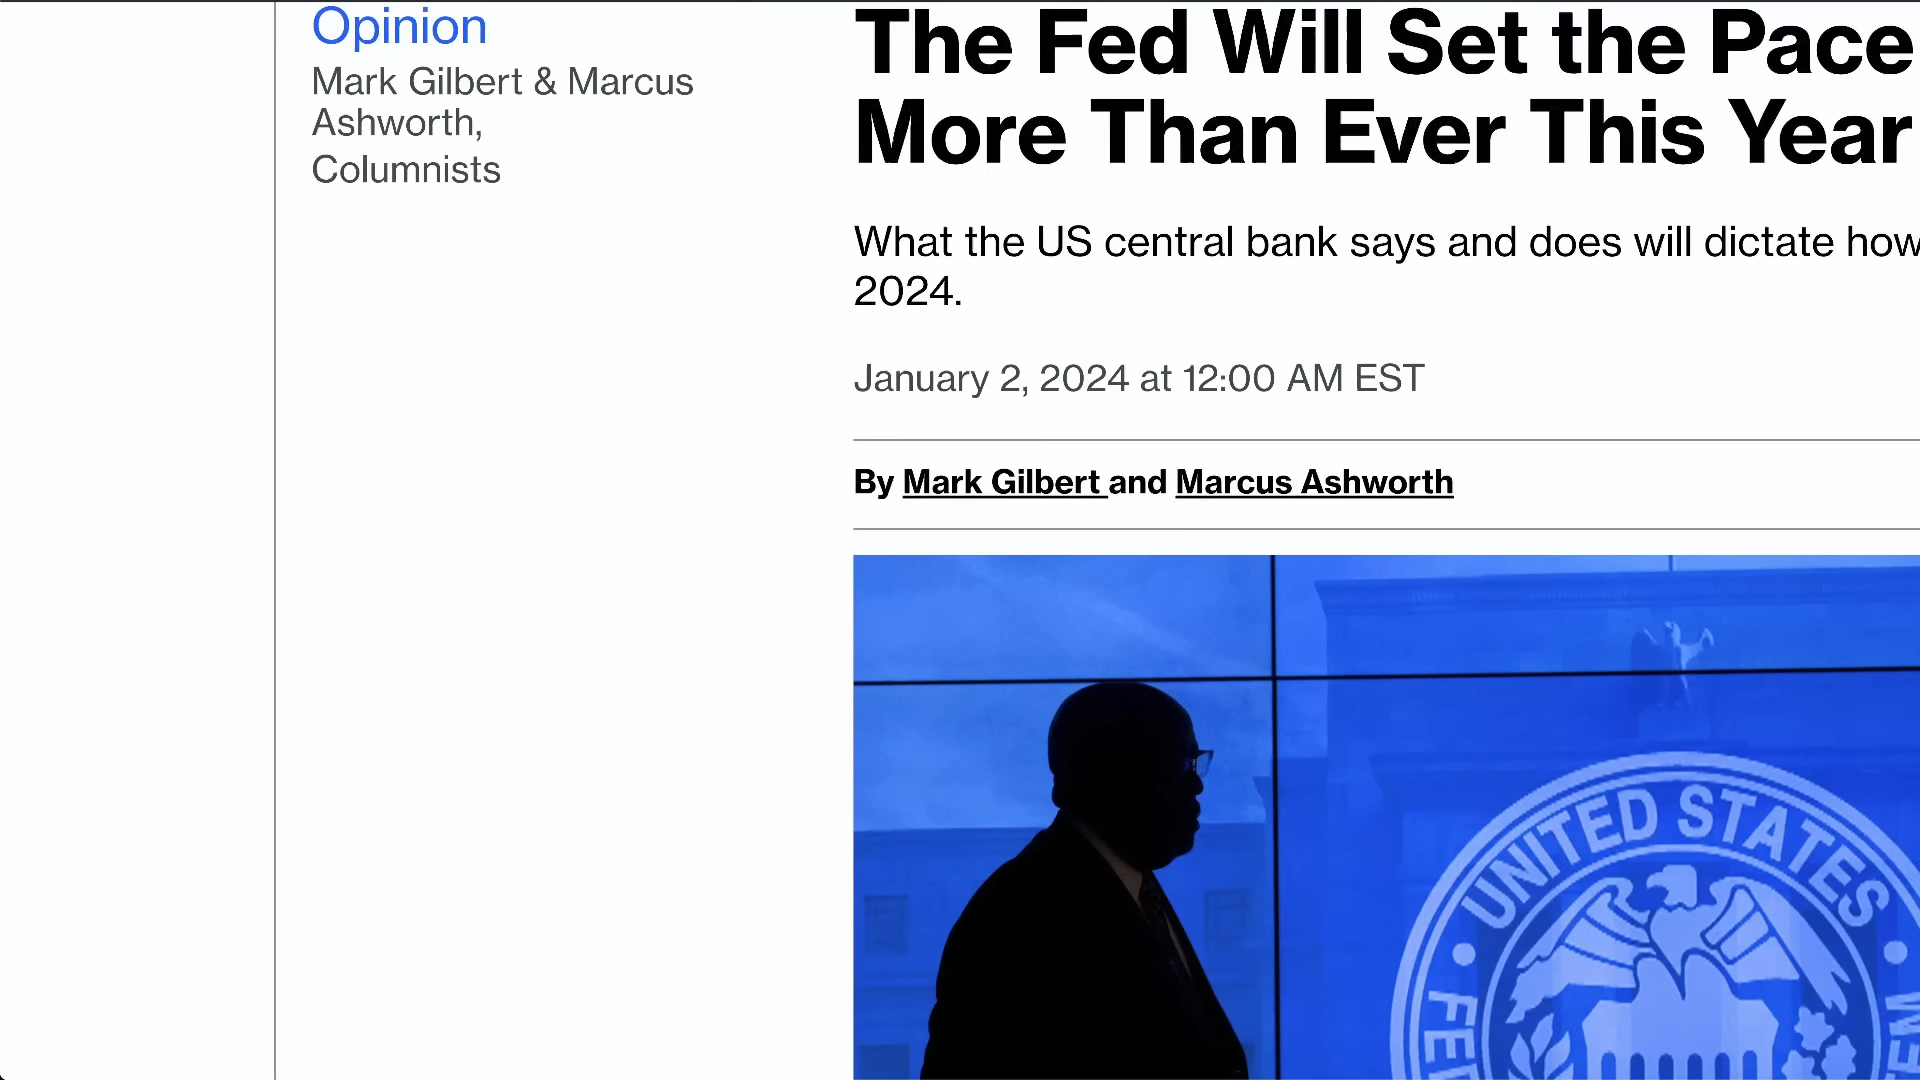 Opinion
Mark Gilbert & Marcus
Ashworth,
Columnists
The Fed Will Set the Pace
More Than Ever This Year
What the US central bank says and does will dictate how
2024.
January 2, 2024 at 12:00 AM EST
By Mark Gilbert and Marcus Ashworth
UNITED STATES